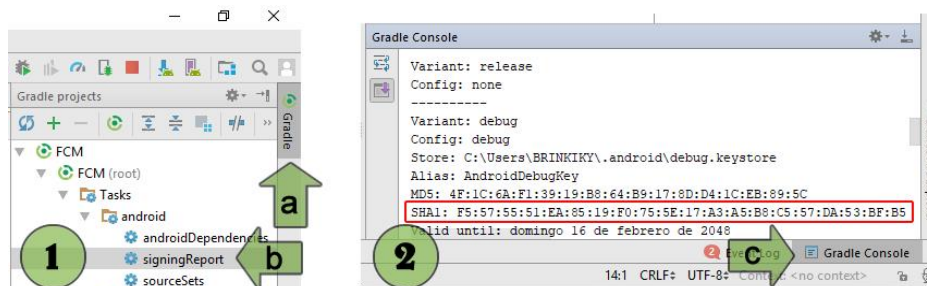 Gradle projects
Gradle
FCM
FCM (root)
Tasks
android
androidDependencies
signingReport
sourceSets
1
a
b
Gradle Console
Variant: release
Config: none
----------
Variant: debug
Config: debug
Store: C:\Users\BRINKIKY\.android\debug.keystore
Alias: AndroidDebugKey
MD5: 4F:1C:6A:F1:39:19:B8:64:B9:17:8D:D4:1C:EB:89:5C
SHA1: F5:57:55:51:EA:85:19:F0:75:5E:17:A3:A5:B8:C5:57:DA:53:BF:B5
Valid until: domingo 16 de febrero de 2048
2
2 Event Log
c
Gradle Console
14:1 CRLF UTF-8 Context: <no context>